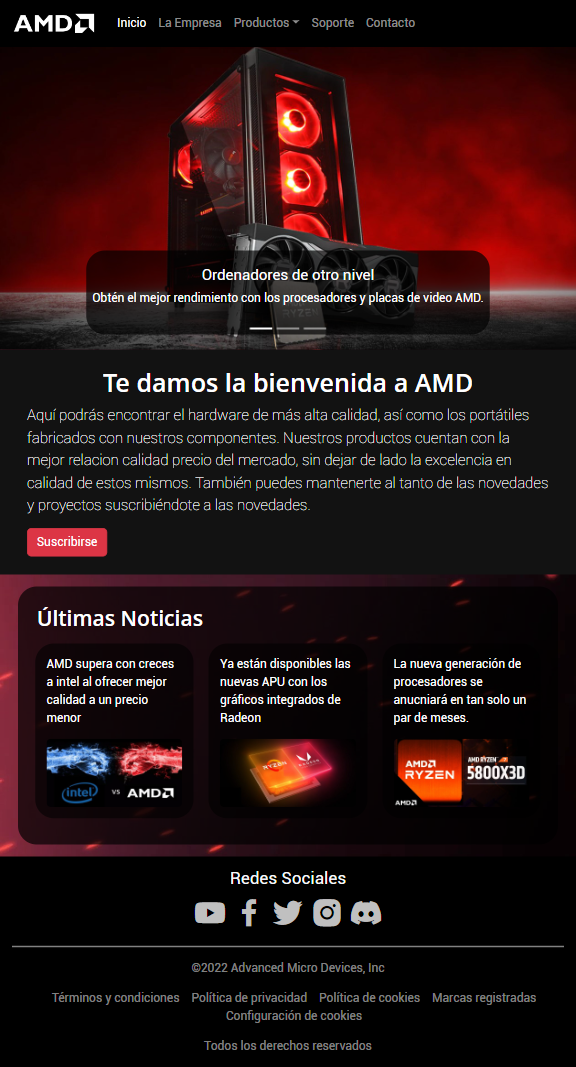 AMD Inicio La Empresa Productos Soporte Contacto
RYZEN
Ordenadores de otro nivel
Obtén el mejor rendimiento con los procesadores y placas de video AMD.
Te damos la bienvenida a AMD
Aquí podrás encontrar el hardware de más alta calidad, así como los portátiles
fabricados con nuestros componentes. Nuestros productos cuentan con la
mejor relacion calidad precio del mercado, sin dejar de lado la excelencia en
calidad de estos mismos. También puedes mantenerte al tanto de las novedades
y proyectos suscribiéndote a las novedades.
Suscribirse
Últimas Noticias
AMD supera con creces
a intel al ofrecer mejor
calidad a un precio
menor
intel vs AMD
Ya están disponibles las
nuevas APU con los
gráficos integrados de
Radeon
RYZEN
La nueva generación de
procesadores se
anucniará en tan solo un
par de meses.
AMD
RYZEN
AMD RYZEN
5800X3D
AMD
Redes Sociales
©2022 Advanced Micro Devices, Inc
Términos y condiciones Política de privacidad Política de cookies Marcas registradas
Configuración de cookies
Todos los derechos reservados